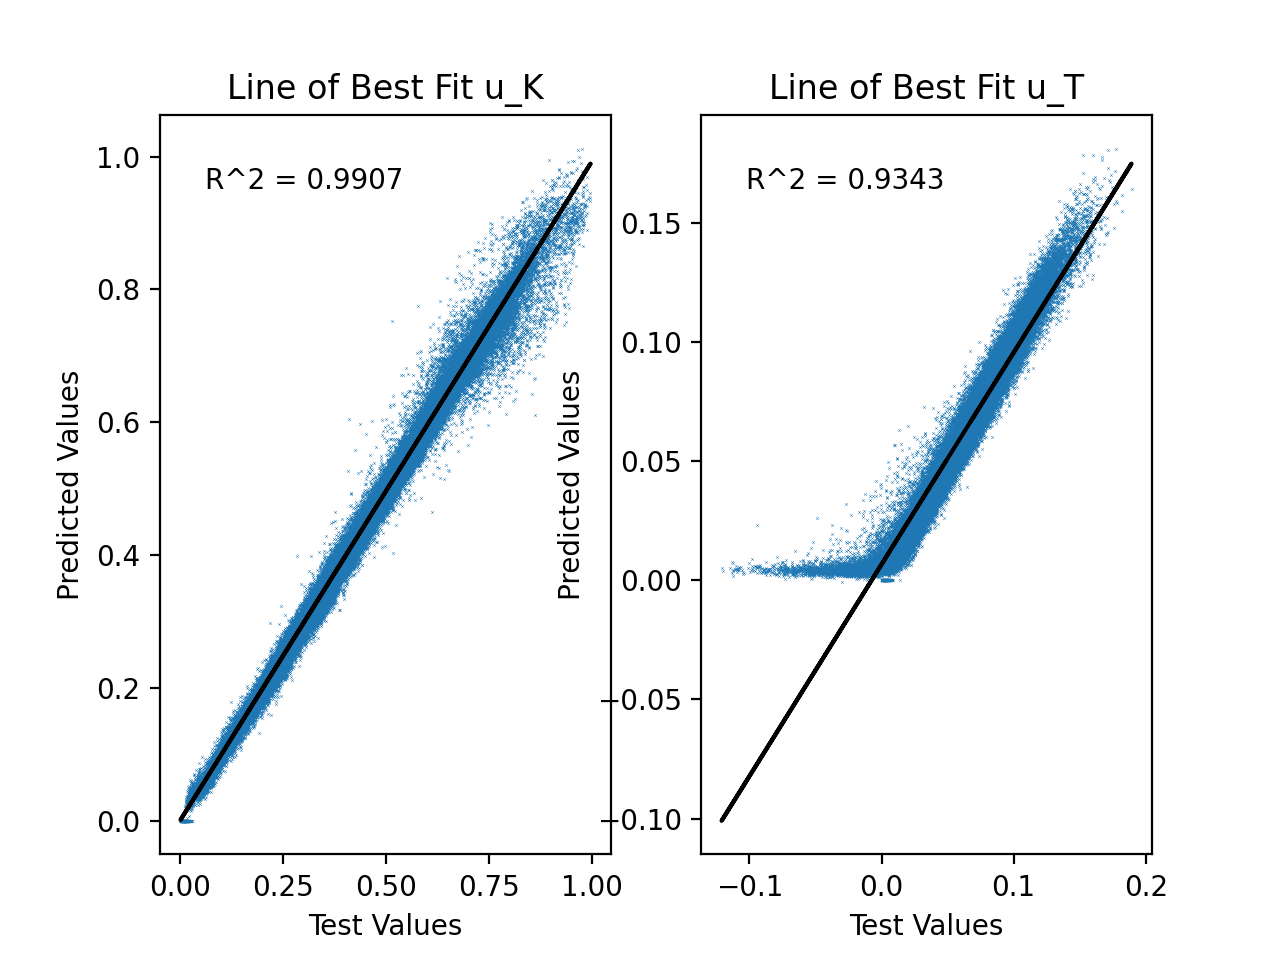 Line of Best Fit u_K
R^2 = 0.9907
1.0
0.8
0.6
0.4
0.2
0.0
Predicted Values
0.00 0.25 0.50 0.75 1.00
Test Values
Line of Best Fit u_T
R^2 = 0.9343
0.15
0.10
0.05
0.00
−0.05
−0.10
Predicted Values
−0.1 0.0 0.1 0.2
Test Values